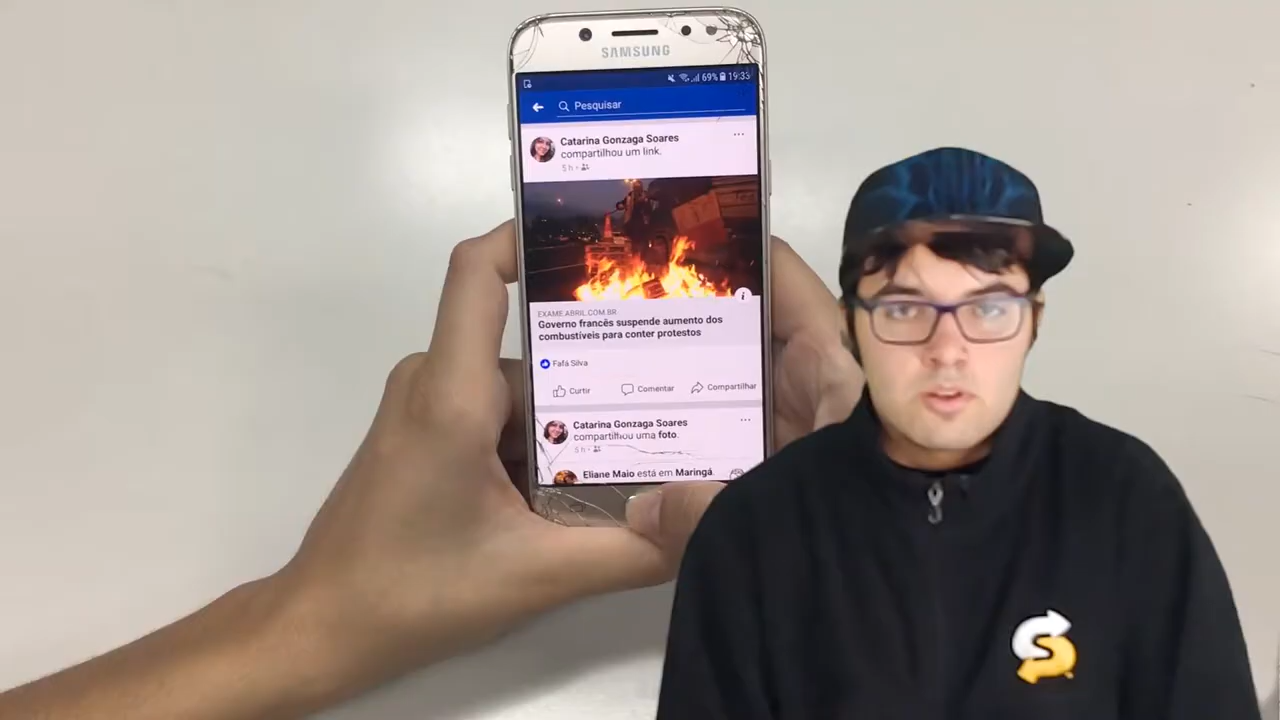 SAMSUNG
69% 19:33
Pesquisar
Catarina Gonzaga Soares
compartilhou um link.
5 h
EXAME.ABRIL.COM.BR
Governo francês suspende aumento dos
combustíveis para conter protestos
Fafá Silva
Curtir Comentar Compartilhar
Catarina Gonzaga Soares
compartilhou uma foto.
5 h
Eliane Maio está em Maringá